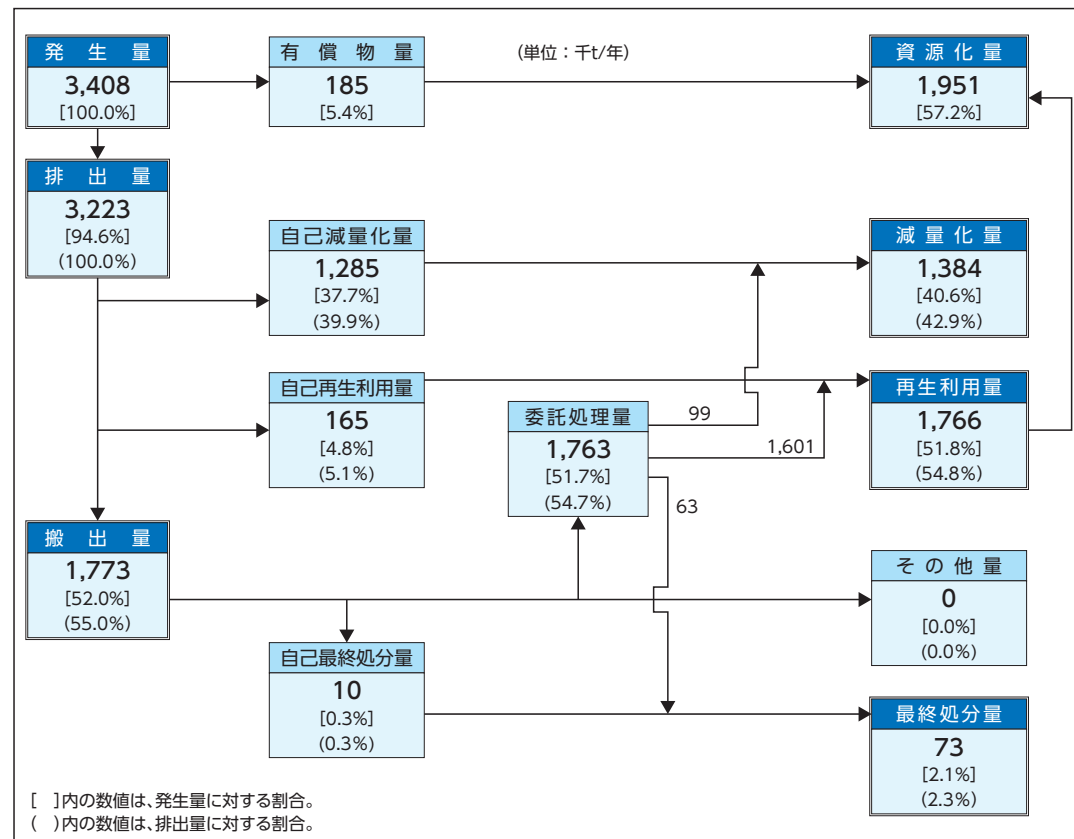 発生量
3,408
[100.0%]
有償物量
185
[5.4%]
(単位：千t/年)
資源化量
1,951
[57.2%]
排出量
3,223
[94.6%]
(100.0%)
自己減量化量
1,285
[37.7%]
(39.9%)
減量化量
1,384
[40.6%]
(42.9%)
自己再生利用量
165
[4.8%]
(5.1%)
委託処理量
1,763
[51.7%]
(54.7%)
99
1,601
63
再生利用量
1,766
[51.8%]
(54.8%)
搬出量
1,773
[52.0%]
(55.0%)
その他量
0
[0.0%]
(0.0%)
自己最終処分量
10
[0.3%]
(0.3%)
最終処分量
73
[2.1%]
(2.3%)
[　]内の数値は、発生量に対する割合。
(　)内の数値は、排出量に対する割合。